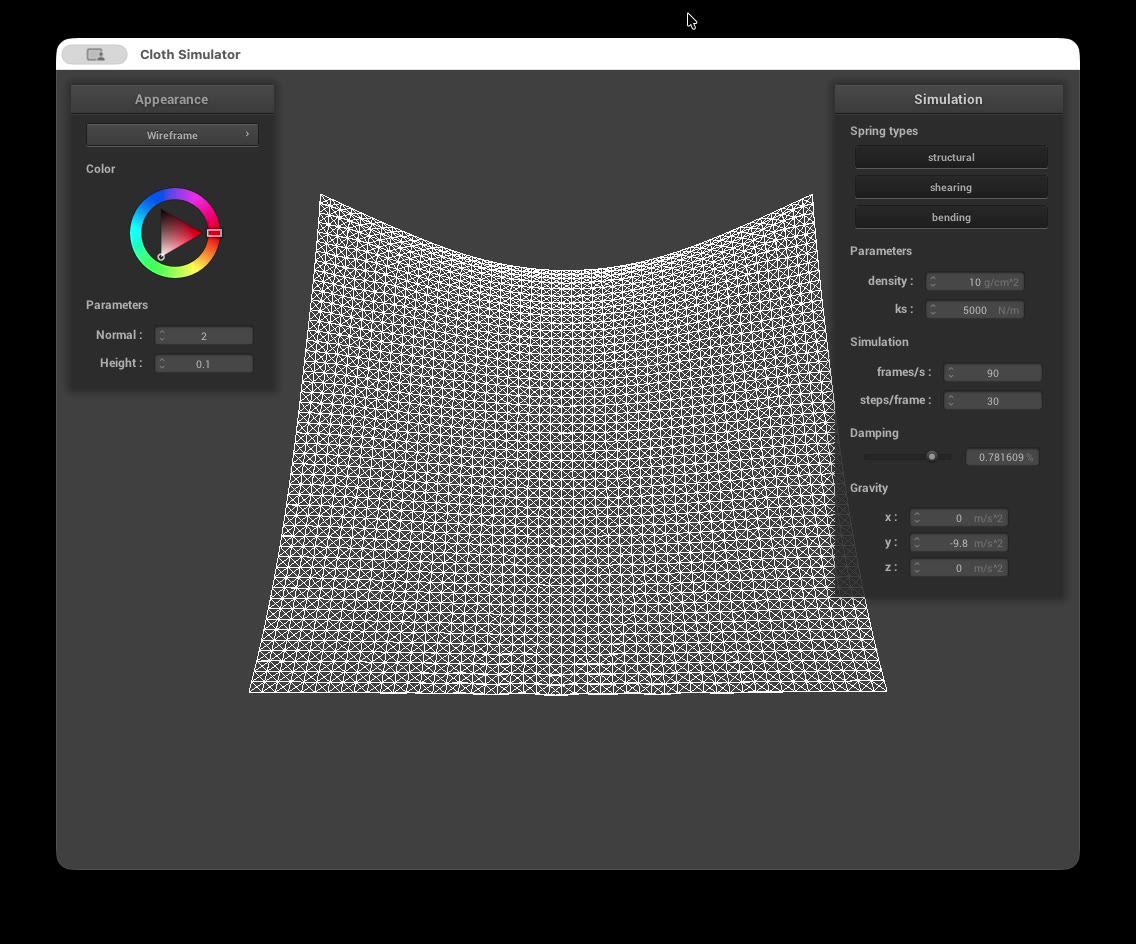 Cloth Simulator
Appearance
Wireframe
Color
Parameters
Normal : 2
Height : 0.1
Simulation
Spring types
structural
shearing
bending
Parameters
density : 10 g/cm^2
ks : 5000 N/m
Simulation
frames/s : 90
steps/frame : 30
Damping
0.781609 %
Gravity
x : 0 m/s^2
y : -9.8 m/s^2
z : 0 m/s^2